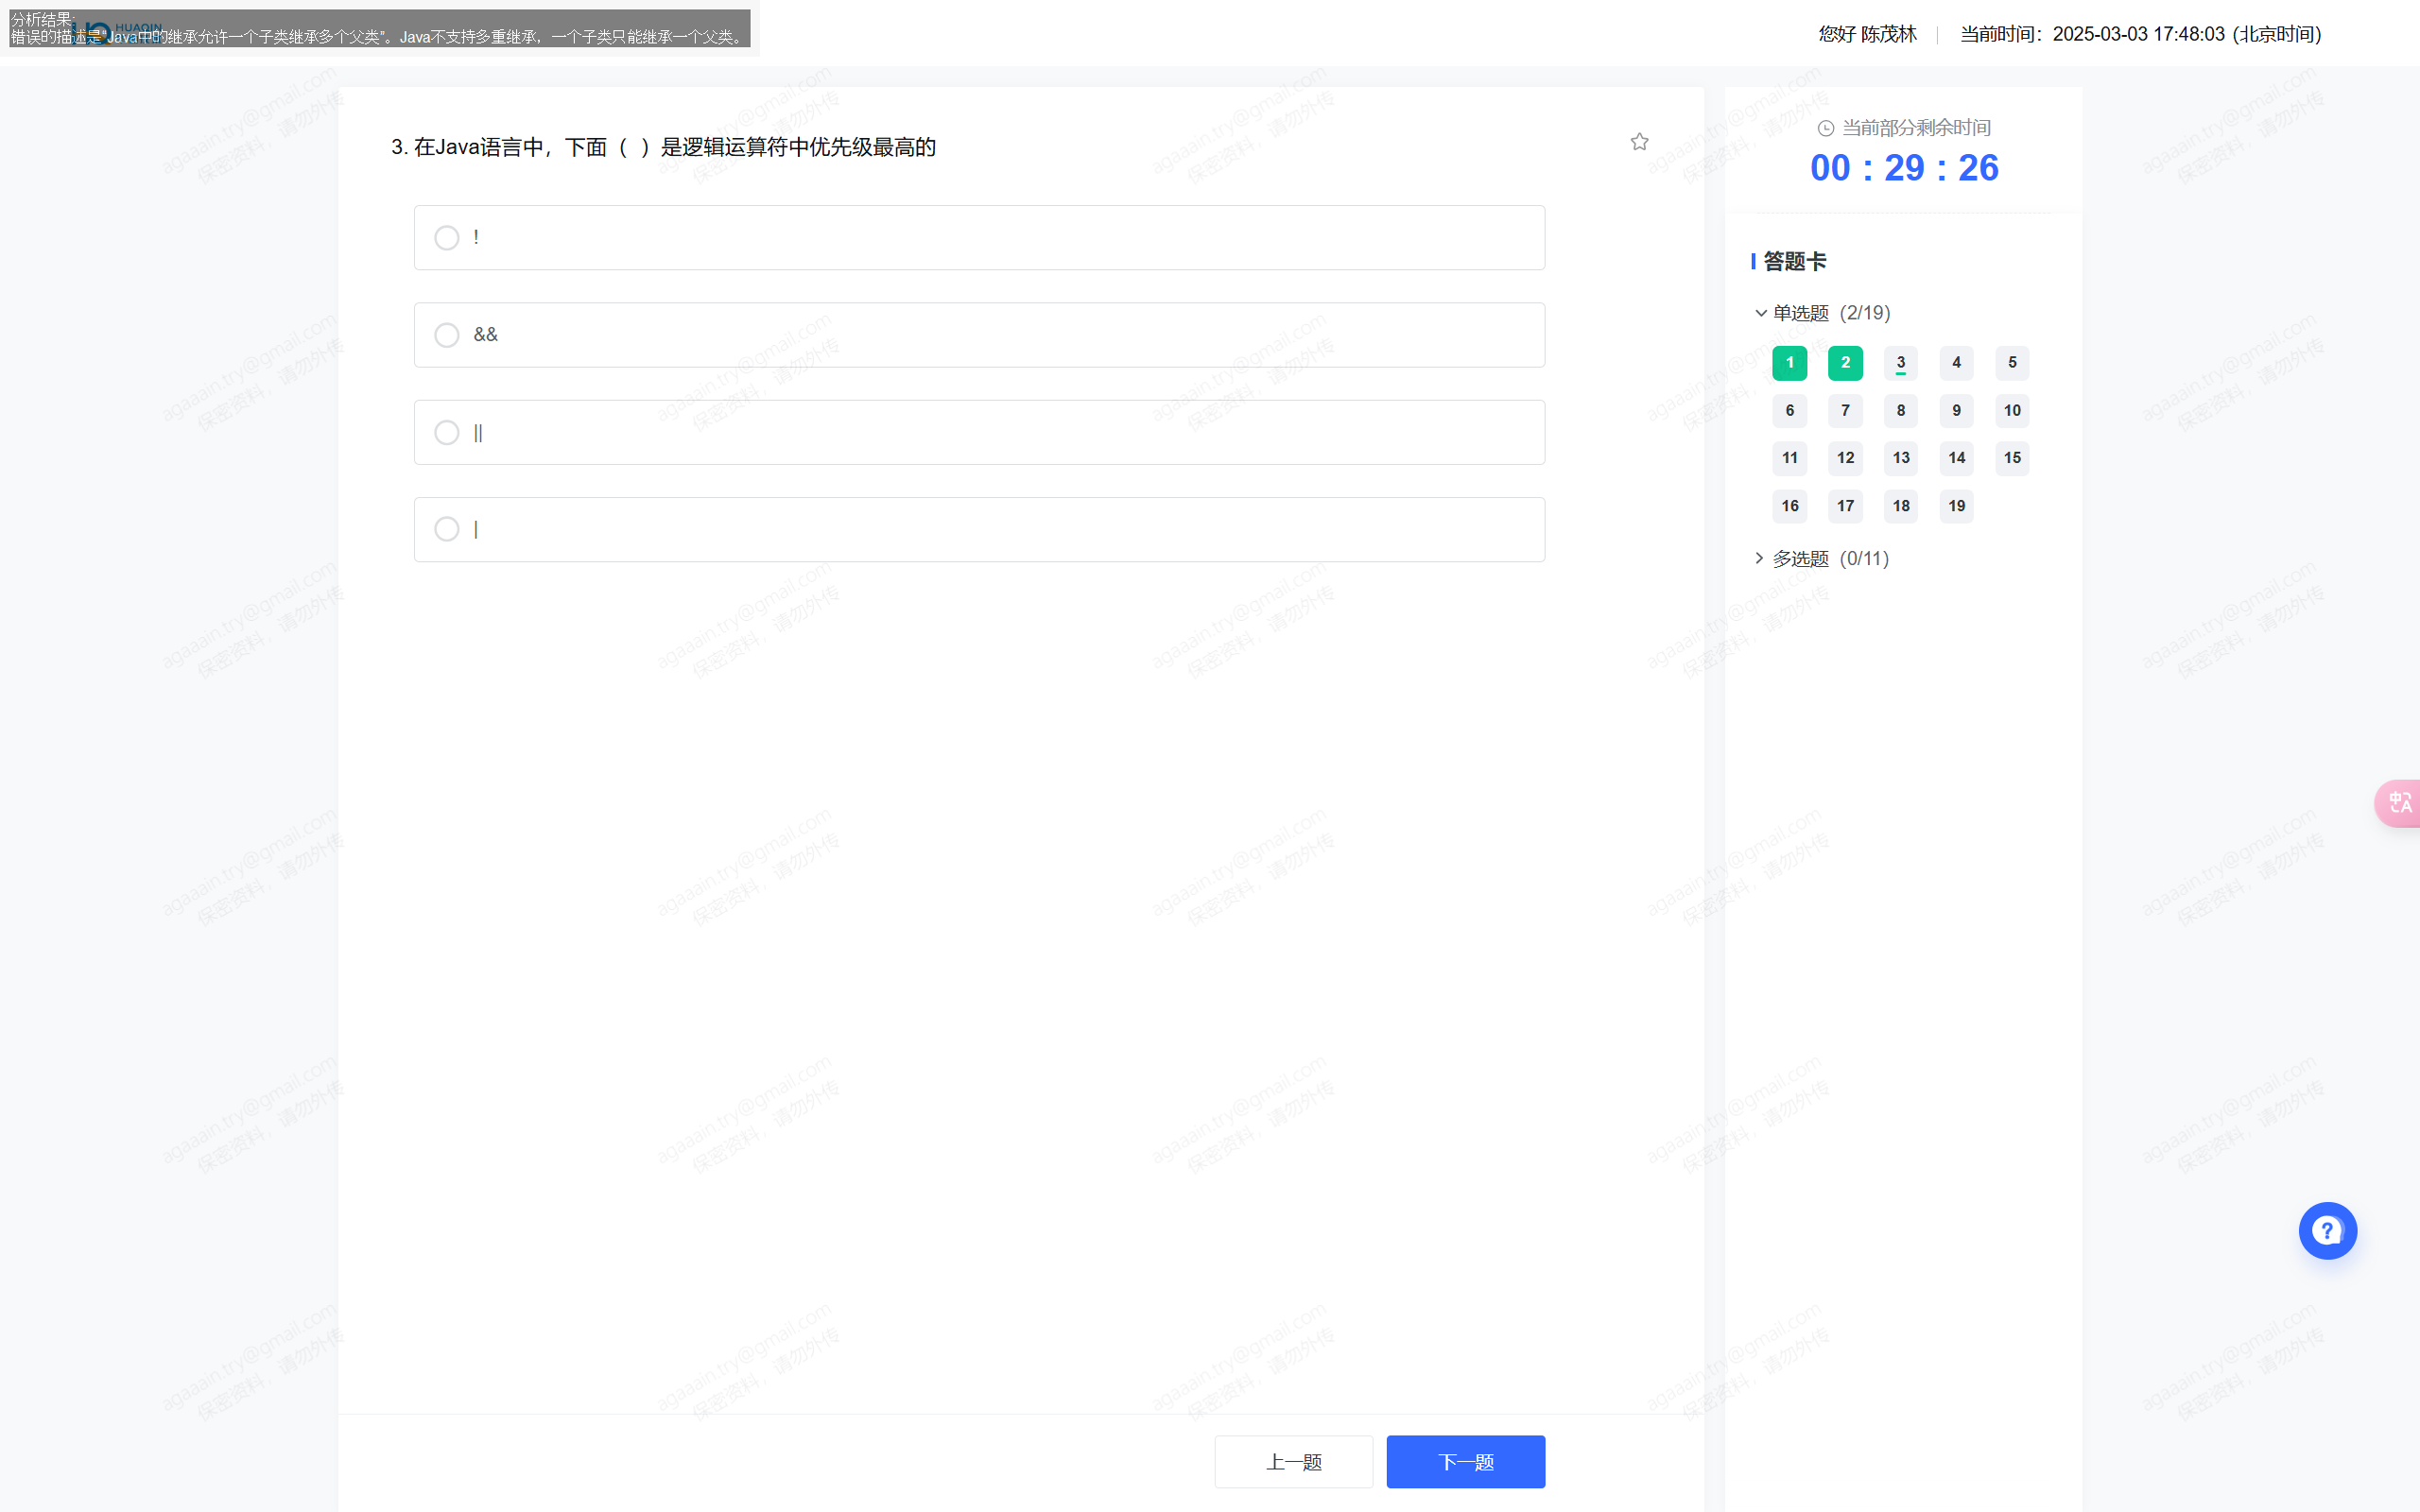 分析结果:
错误的描述是“Java中的继承允许一个子类继承多个父类”。Java不支持多重继承，一个子类只能继承一个父类。
HUAQIN
您好 陈茂林
当前时间：2025-03-03 17:48:03 (北京时间)
3. 在Java语言中，下面（ ）是逻辑运算符中优先级最高的
!
&&
||
|
上一题
下一题
当前部分剩余时间
00 : 29 : 26
答题卡
单选题 (2/19)
1 2 3 4 5
6 7 8 9 10
11 12 13 14 15
16 17 18 19
多选题 (0/11)
中A
?
agaaain.try@gmail.com
保密资料，请勿外传